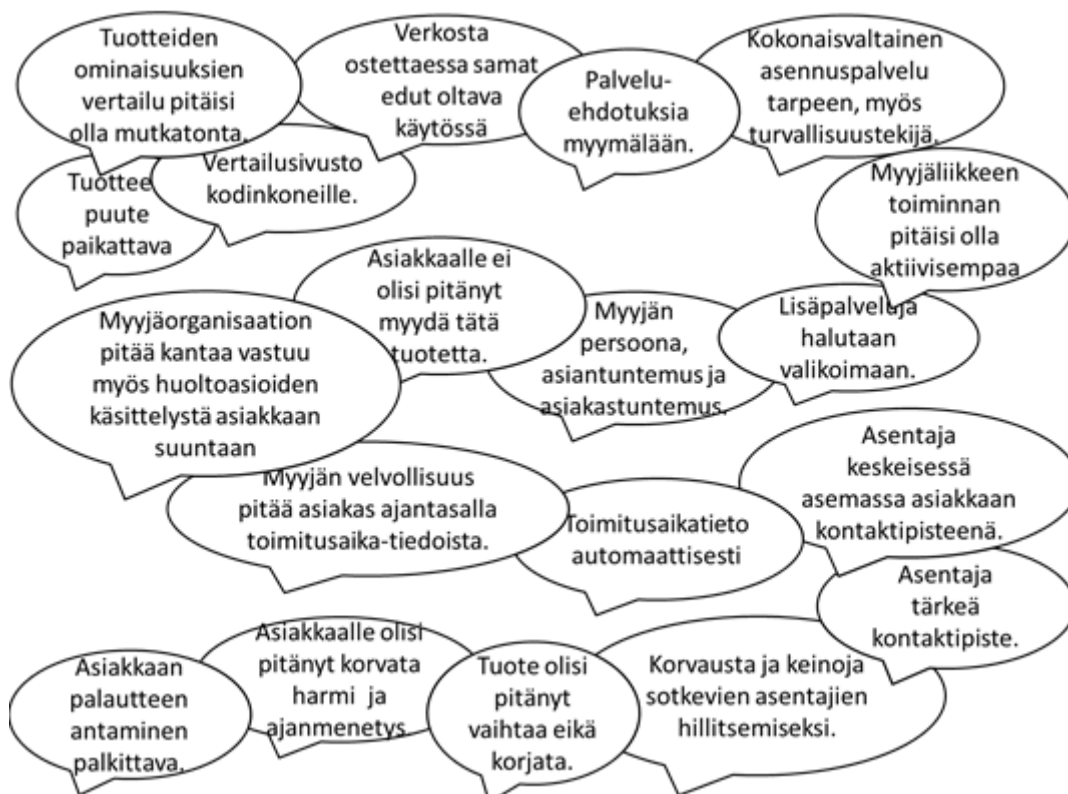 Tuotteiden
ominaisuuksien
vertailu pitäisi
olla mutkatonta.
Verkosta
ostettaessa samat
edut oltava
käytössä
Palvelu-
ehdotuksia
myymälään.
Kokonaisvaltainen
asennuspalvelu
tarpeen, myös
turvallisuustekijä.
Tuottee
puute
paikattava
Vertailusivusto
kodinkoneille.
Myyjäliikkeen
toiminnan
pitäisi olla
aktiivisempaa
Asiakkaalle ei
olisi pitänyt
myydä tätä
tuotetta.
Myyjäorganisaation
pitää kantaa vastuu
myös huoltoasioiden
käsittelystä asiakkaan
suuntaan
Myyjän
persoona,
asiantuntemus ja
asiakastuntemus.
Lisäpalveluja
halutaan
valikoimaan.
Myyjän velvollisuus
pitää asiakas ajantasalla
toimitusaika-tiedoista.
Toimitusaikatieto
automaattisesti
Asentaja
keskeisessä
asemassa asiakkaan
kontaktipisteenä.
Asentaja
tärkeä
kontaktipiste.
Asiakkaan
palautteen
antaminen
palkittava.
Asiakkaalle olisi
pitänyt korvata
harmi ja
ajanmenetys
Tuote olisi
pitänyt
vaihtaa eikä
korjata.
Korvausta ja keinoja
sotkevien asentajien
hillitsemiseksi.